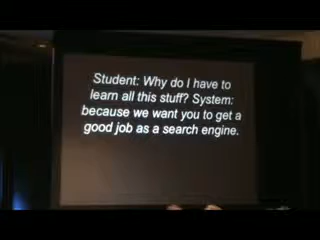 Student: Why do I have to
learn all this stuff? System:
because we want you to get a
good job as a search engine.